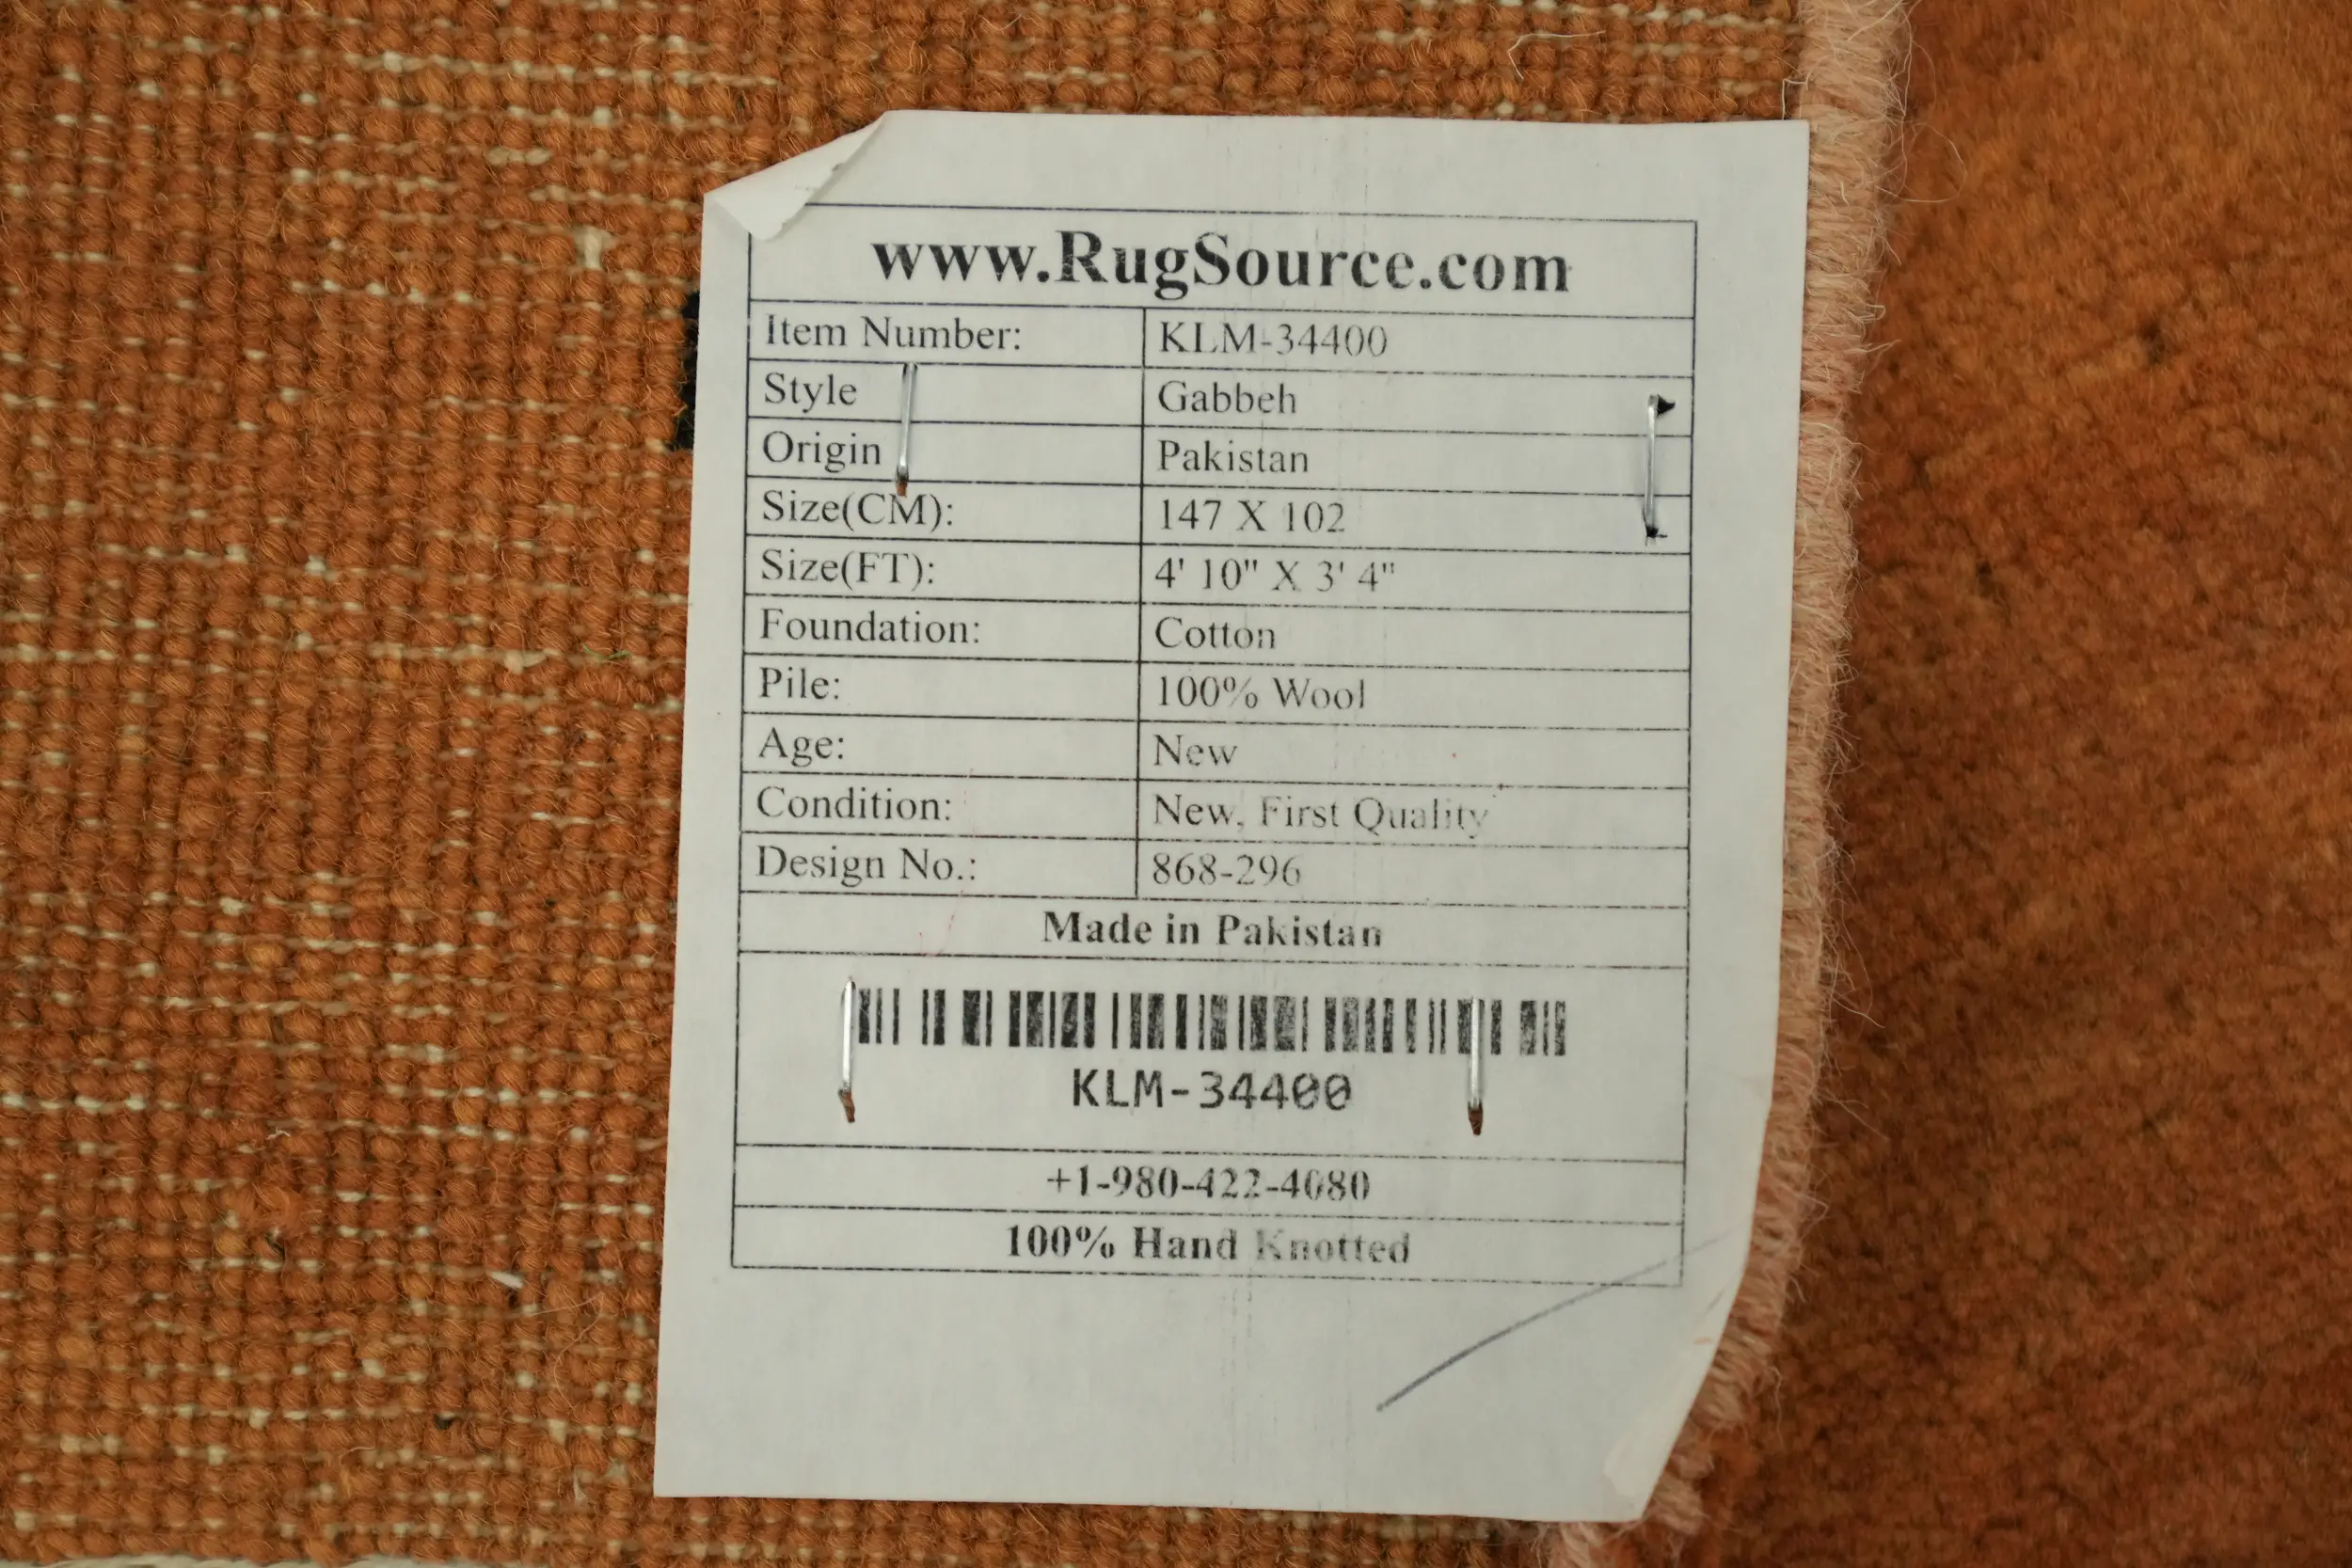 www.RugSource.com
Item Number: KLM-34400
Style Gabbeh
Origin Pakistan
Size(CM): 147 X 102
Size(FT): 4' 10" X 3' 4"
Foundation: Cotton
Pile: 100% Wool
Age: New
Condition: New, First Quality
Design No.: 868-296
Made in Pakistan
KLM-34400
+1-980-422-4080
100% Hand Knotted